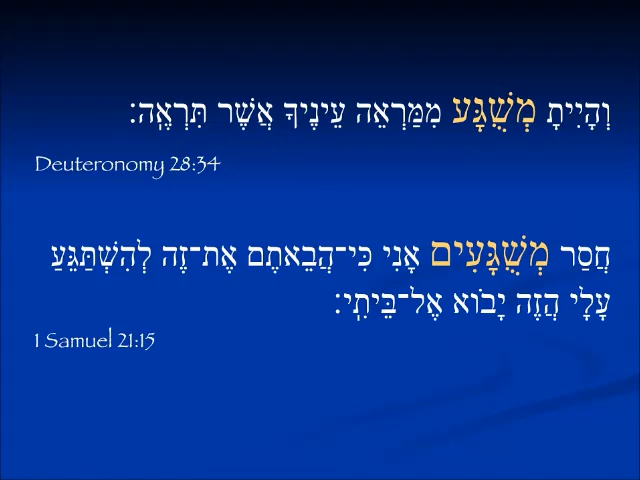 וְהָיִיתָ מְשֻׁגָּע מִמַּרְאֵה עֵינֶיךָ אֲשֶׁר תִּרְאֶֽה׃
Deuteronomy 28:34
חֲסַר מְשֻׁגָּעִים אָנִי כִּי־הֲבֵאתֶם אֶת־זֶה לְהִשְׁתַּגֵּעַ
עָלָי הֲזֶה יָבוֹא אֶל־בֵּיתִֽי׃
1 Samuel 21:15